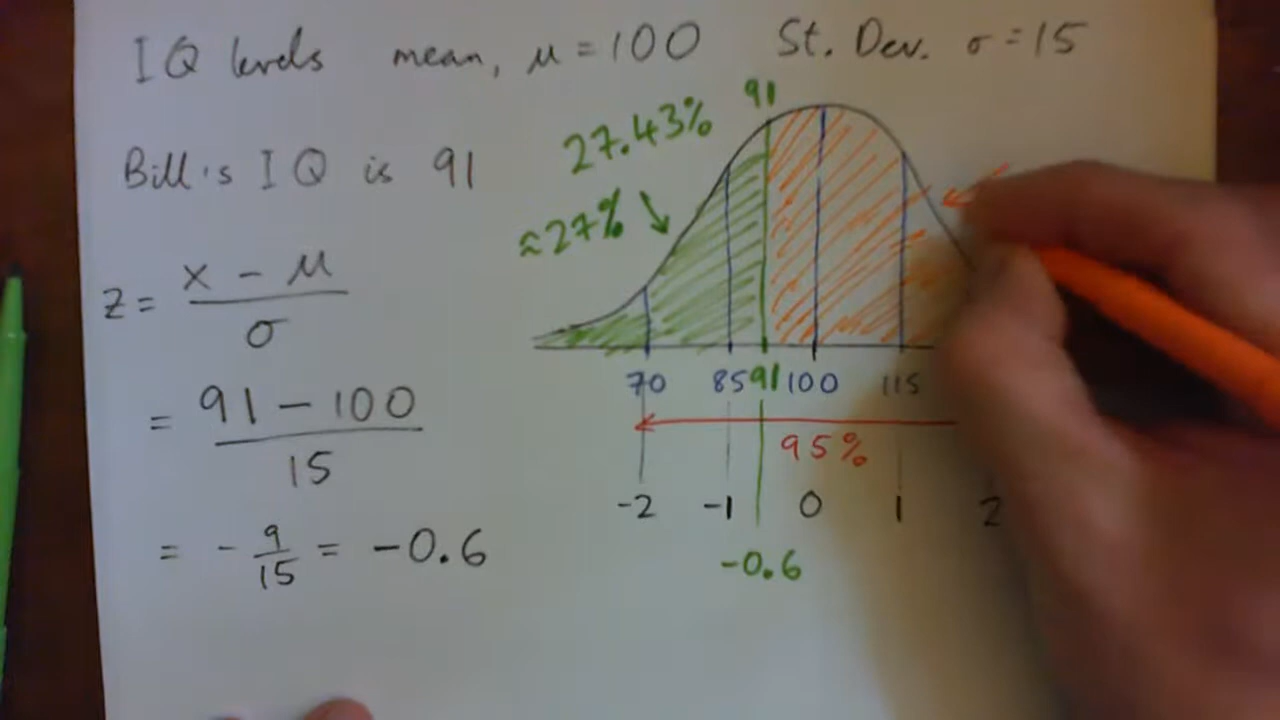 IQ levels mean, μ = 100 St. Dev. σ = 15
91
27.43%
Bill's IQ is 91
≈27%
z = x - μ
σ
= 91 - 100
15
70 85 91 100 115
95%
-2 -1 0 1 2
= - 9/15 = -0.6
-0.6